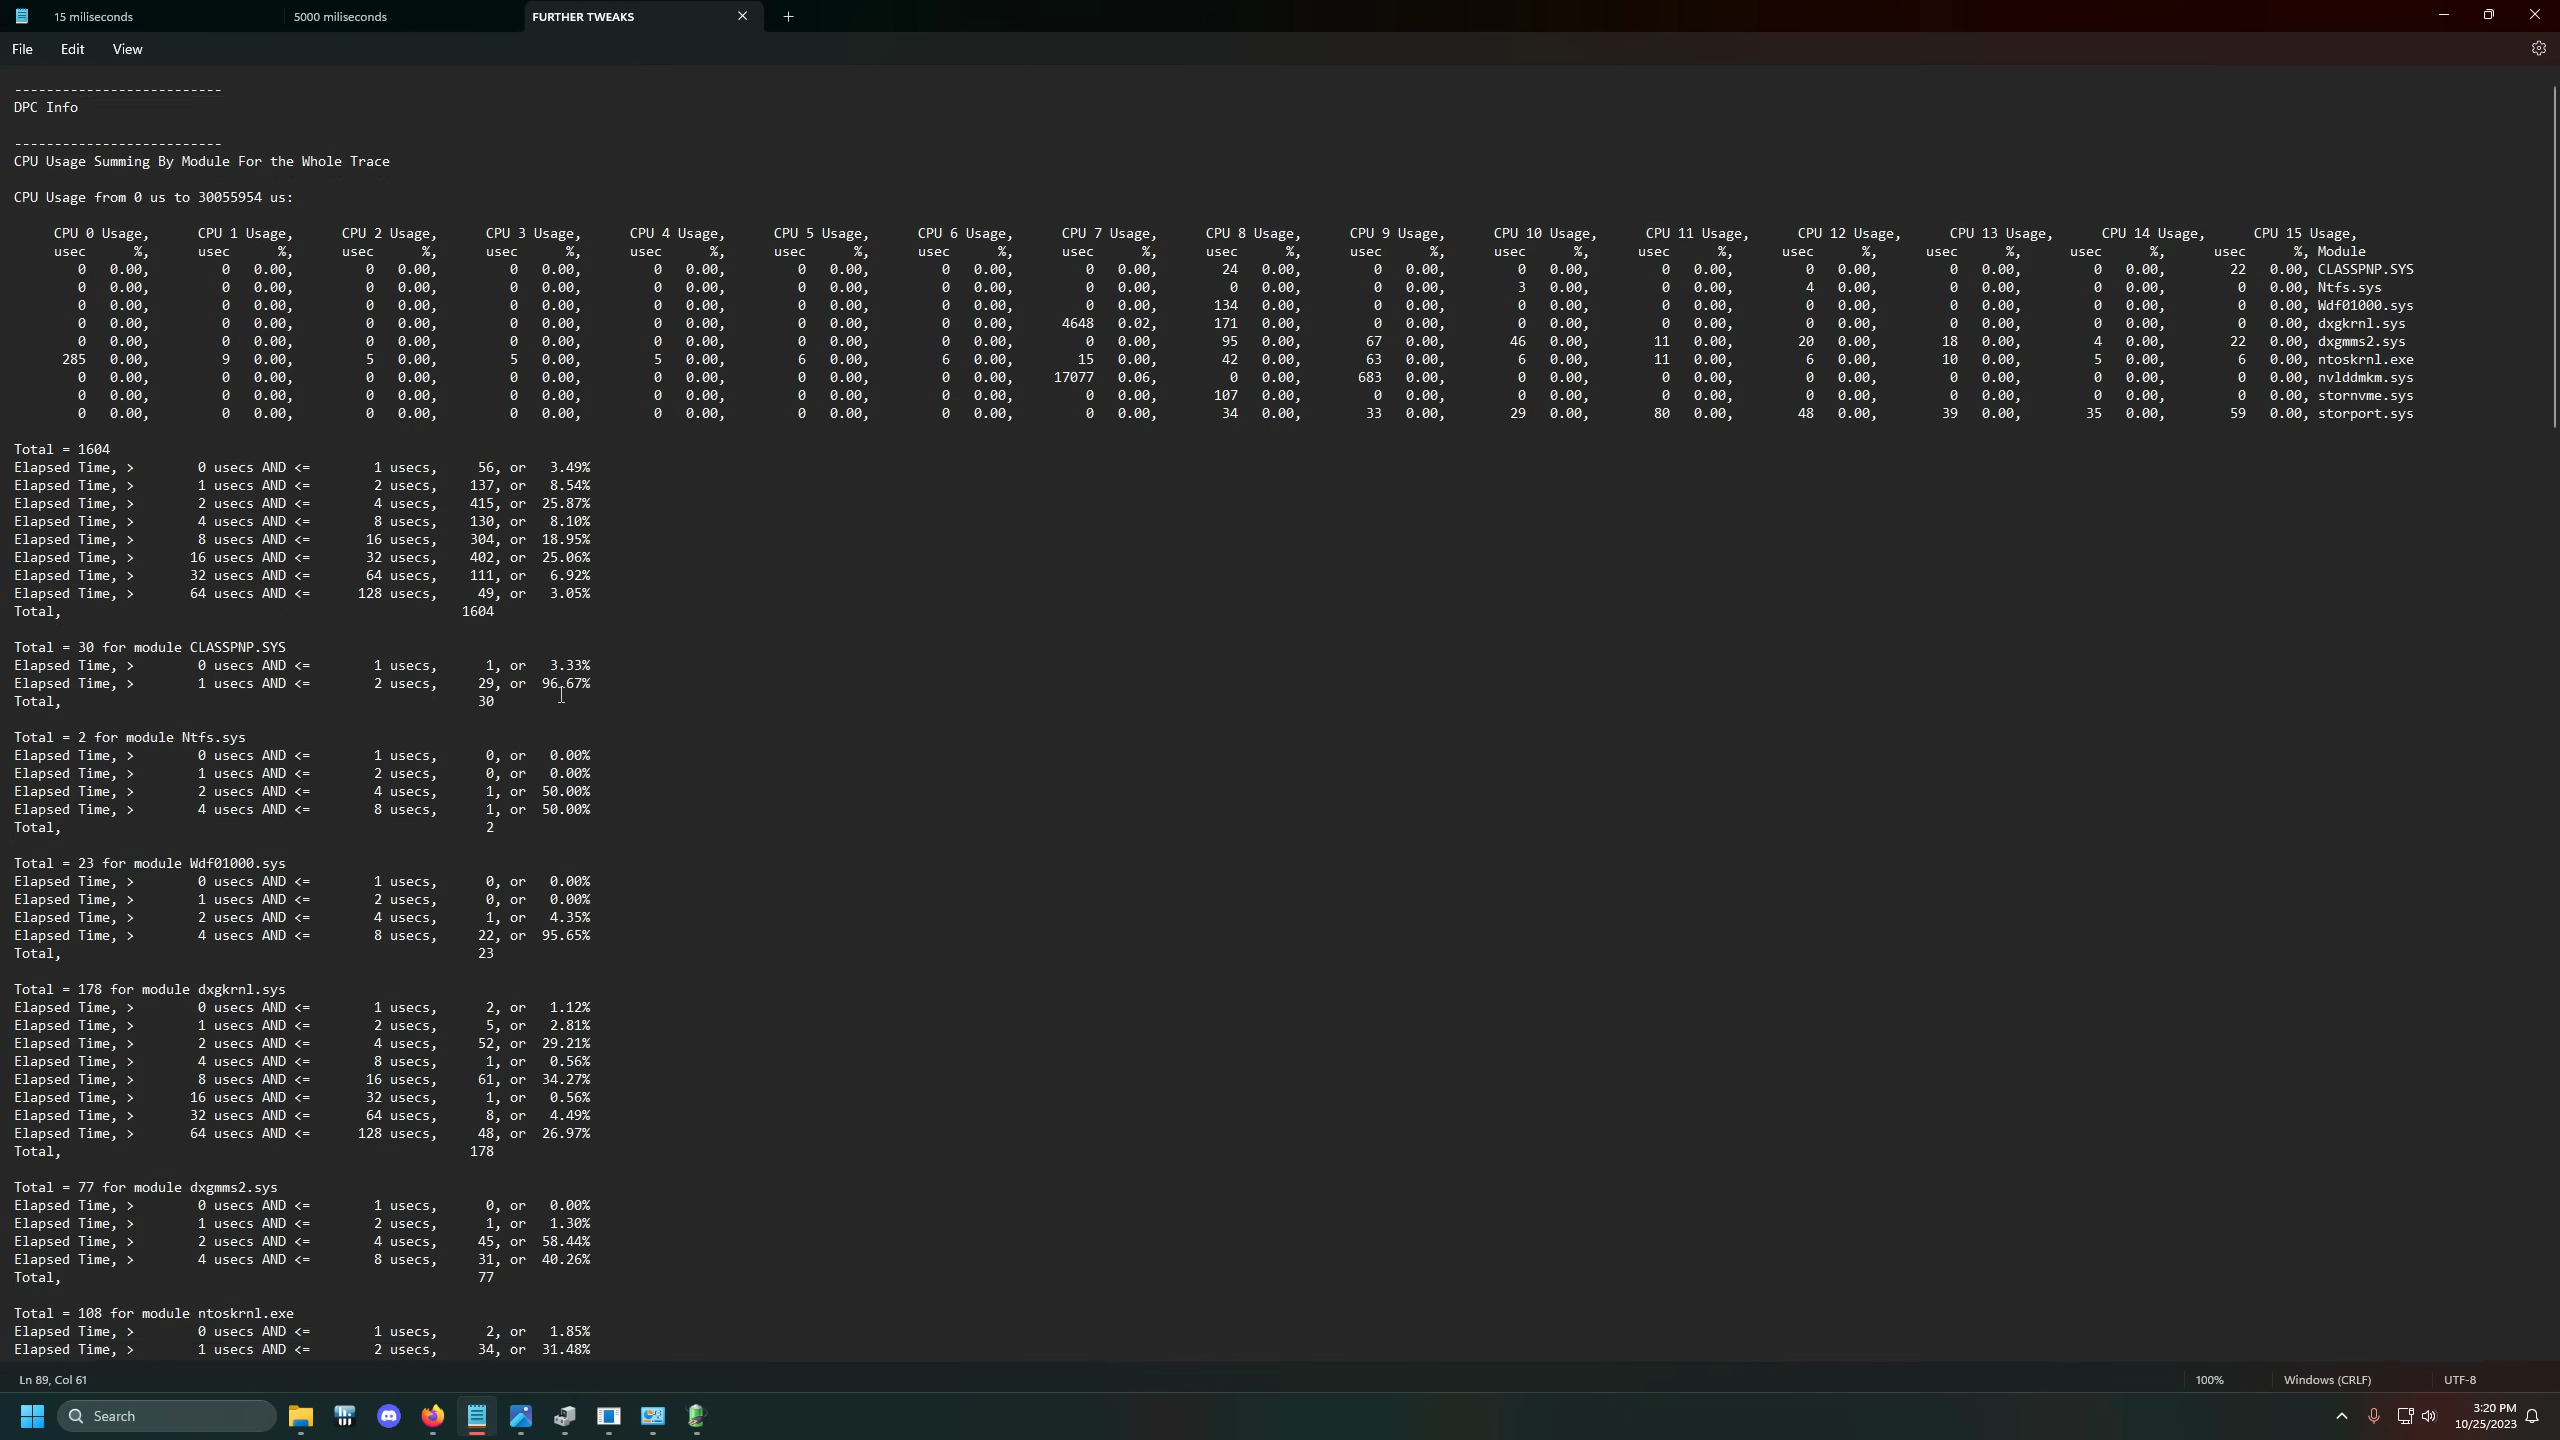 15 miliseconds 5000 miliseconds FURTHER TWEAKS
File Edit View
--------------------------
DPC Info
--------------------------
CPU Usage Summing By Module For the Whole Trace
CPU Usage from 0 us to 30055954 us:
CPU 0 Usage, CPU 1 Usage, CPU 2 Usage, CPU 3 Usage, CPU 4 Usage, CPU 5 Usage, CPU 6 Usage, CPU 7 Usage, CPU 8 Usage, CPU 9 Usage, CPU 10 Usage, CPU 11 Usage, CPU 12 Usage, CPU 13 Usage, CPU 14 Usage, CPU 15 Usage,
usec %, usec %, usec %, usec %, usec %, usec %, usec %, usec %, usec %, usec %, usec %, usec %, usec %, usec %, usec %, usec %, Module
0 0.00, 0 0.00, 0 0.00, 0 0.00, 0 0.00, 0 0.00, 0 0.00, 0 0.00, 24 0.00, 0 0.00, 0 0.00, 0 0.00, 0 0.00, 0 0.00, 0 0.00, 22 0.00, CLASSPNP.SYS
0 0.00, 0 0.00, 0 0.00, 0 0.00, 0 0.00, 0 0.00, 0 0.00, 0 0.00, 0 0.00, 0 0.00, 3 0.00, 0 0.00, 4 0.00, 0 0.00, 0 0.00, 0 0.00, Ntfs.sys
0 0.00, 0 0.00, 0 0.00, 0 0.00, 0 0.00, 0 0.00, 0 0.00, 0 0.00, 134 0.00, 0 0.00, 0 0.00, 0 0.00, 0 0.00, 0 0.00, 0 0.00, 0 0.00, Wdf01000.sys
0 0.00, 0 0.00, 0 0.00, 0 0.00, 0 0.00, 0 0.00, 0 0.00, 4648 0.02, 171 0.00, 0 0.00, 0 0.00, 0 0.00, 0 0.00, 0 0.00, 0 0.00, 0 0.00, dxgkrnl.sys
0 0.00, 0 0.00, 0 0.00, 0 0.00, 0 0.00, 0 0.00, 0 0.00, 0 0.00, 95 0.00, 67 0.00, 46 0.00, 11 0.00, 20 0.00, 18 0.00, 4 0.00, 22 0.00, dxgmms2.sys
285 0.00, 9 0.00, 5 0.00, 5 0.00, 5 0.00, 6 0.00, 6 0.00, 15 0.00, 42 0.00, 63 0.00, 6 0.00, 11 0.00, 6 0.00, 10 0.00, 5 0.00, 6 0.00, ntoskrnl.exe
0 0.00, 0 0.00, 0 0.00, 0 0.00, 0 0.00, 0 0.00, 0 0.00, 17077 0.06, 0 0.00, 683 0.00, 0 0.00, 0 0.00, 0 0.00, 0 0.00, 0 0.00, 0 0.00, nvlddmkm.sys
0 0.00, 0 0.00, 0 0.00, 0 0.00, 0 0.00, 0 0.00, 0 0.00, 0 0.00, 107 0.00, 0 0.00, 0 0.00, 0 0.00, 0 0.00, 0 0.00, 0 0.00, 0 0.00, stornvme.sys
0 0.00, 0 0.00, 0 0.00, 0 0.00, 0 0.00, 0 0.00, 0 0.00, 0 0.00, 34 0.00, 33 0.00, 29 0.00, 80 0.00, 48 0.00, 39 0.00, 35 0.00, 59 0.00, storport.sys
Total = 1604
Elapsed Time, > 0 usecs AND <= 1 usecs, 56, or 3.49%
Elapsed Time, > 1 usecs AND <= 2 usecs, 137, or 8.54%
Elapsed Time, > 2 usecs AND <= 4 usecs, 415, or 25.87%
Elapsed Time, > 4 usecs AND <= 8 usecs, 130, or 8.10%
Elapsed Time, > 8 usecs AND <= 16 usecs, 304, or 18.95%
Elapsed Time, > 16 usecs AND <= 32 usecs, 402, or 25.06%
Elapsed Time, > 32 usecs AND <= 64 usecs, 111, or 6.92%
Elapsed Time, > 64 usecs AND <= 128 usecs, 49, or 3.05%
Total, 1604
Total = 30 for module CLASSPNP.SYS
Elapsed Time, > 0 usecs AND <= 1 usecs, 1, or 3.33%
Elapsed Time, > 1 usecs AND <= 2 usecs, 29, or 96.67%
Total, 30
Total = 2 for module Ntfs.sys
Elapsed Time, > 0 usecs AND <= 1 usecs, 0, or 0.00%
Elapsed Time, > 1 usecs AND <= 2 usecs, 0, or 0.00%
Elapsed Time, > 2 usecs AND <= 4 usecs, 1, or 50.00%
Elapsed Time, > 4 usecs AND <= 8 usecs, 1, or 50.00%
Total, 2
Total = 23 for module Wdf01000.sys
Elapsed Time, > 0 usecs AND <= 1 usecs, 0, or 0.00%
Elapsed Time, > 1 usecs AND <= 2 usecs, 0, or 0.00%
Elapsed Time, > 2 usecs AND <= 4 usecs, 1, or 4.35%
Elapsed Time, > 4 usecs AND <= 8 usecs, 22, or 95.65%
Total, 23
Total = 178 for module dxgkrnl.sys
Elapsed Time, > 0 usecs AND <= 1 usecs, 2, or 1.12%
Elapsed Time, > 1 usecs AND <= 2 usecs, 5, or 2.81%
Elapsed Time, > 2 usecs AND <= 4 usecs, 52, or 29.21%
Elapsed Time, > 4 usecs AND <= 8 usecs, 1, or 0.56%
Elapsed Time, > 8 usecs AND <= 16 usecs, 61, or 34.27%
Elapsed Time, > 16 usecs AND <= 32 usecs, 1, or 0.56%
Elapsed Time, > 32 usecs AND <= 64 usecs, 8, or 4.49%
Elapsed Time, > 64 usecs AND <= 128 usecs, 48, or 26.97%
Total, 178
Total = 77 for module dxgmms2.sys
Elapsed Time, > 0 usecs AND <= 1 usecs, 0, or 0.00%
Elapsed Time, > 1 usecs AND <= 2 usecs, 1, or 1.30%
Elapsed Time, > 2 usecs AND <= 4 usecs, 45, or 58.44%
Elapsed Time, > 4 usecs AND <= 8 usecs, 31, or 40.26%
Total, 77
Total = 108 for module ntoskrnl.exe
Elapsed Time, > 0 usecs AND <= 1 usecs, 2, or 1.85%
Elapsed Time, > 1 usecs AND <= 2 usecs, 34, or 31.48%
Ln 89, Col 61 100% Windows (CRLF) UTF-8
Search 3:20 PM
10/25/2023